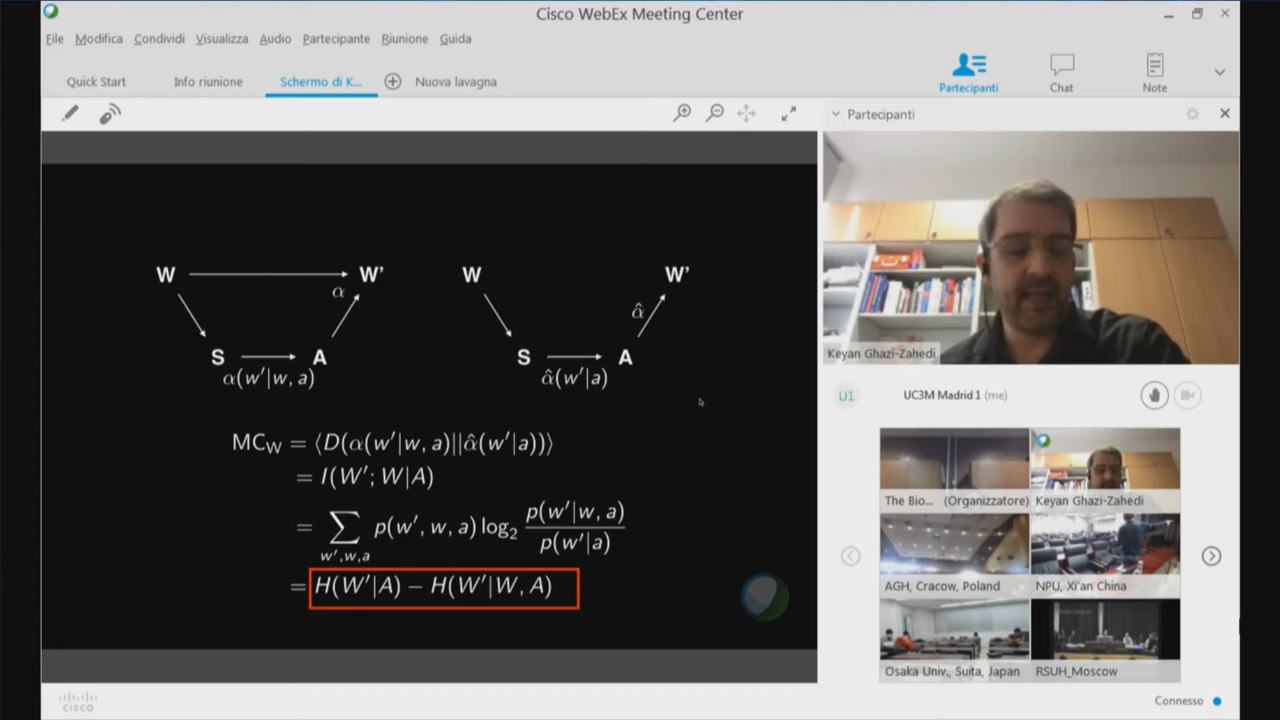 Cisco WebEx Meeting Center
File Modifica Condividi Visualizza Audio Partecipante Riunione Guida
Quick Start Info riunione Schermo di K... Nuova lavagna
Partecipanti Chat Note
Partecipanti
W W' W W'
α α̂
S A S A
α(w'|w, a) α̂(w'|a)
MC_W = ⟨D(α(w'|w, a)||α̂(w'|a))⟩
= I(W'; W|A)
= ∑_{w',w,a} p(w', w, a) log₂ p(w'|w, a) / p(w'|a)
= H(W'|A) − H(W'|W, A)
Keyan Ghazi-Zahedi
U1 UC3M Madrid 1 (me)
The Bio... (Organizzatore) Keyan Ghazi-Zahedi
AGH, Cracow, Poland NPU, Xi'an China
Osaka Univ., Suita, Japan RSUH_Moscow
CISCO
Connesso